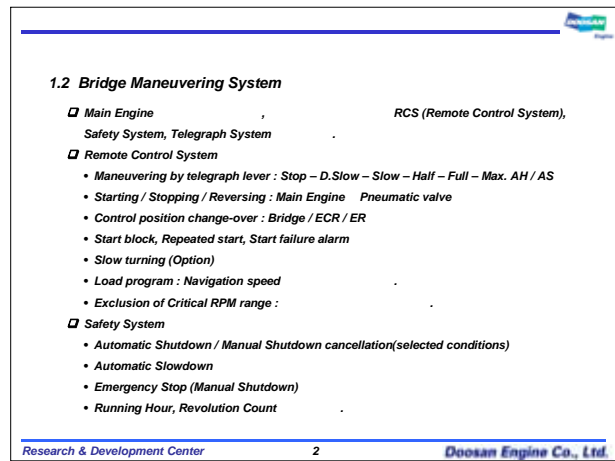 DOOSAN
Engine
1.2 Bridge Maneuvering System
❑ Main Engine , RCS (Remote Control System),
Safety System, Telegraph System .
❑ Remote Control System
• Maneuvering by telegraph lever : Stop – D.Slow – Slow – Half – Full – Max. AH / AS
• Starting / Stopping / Reversing : Main Engine Pneumatic valve
• Control position change-over : Bridge / ECR / ER
• Start block, Repeated start, Start failure alarm
• Slow turning (Option)
• Load program : Navigation speed .
• Exclusion of Critical RPM range : .
❑ Safety System
• Automatic Shutdown / Manual Shutdown cancellation(selected conditions)
• Automatic Slowdown
• Emergency Stop (Manual Shutdown)
• Running Hour, Revolution Count .
Research & Development Center 2 Doosan Engine Co., Ltd.